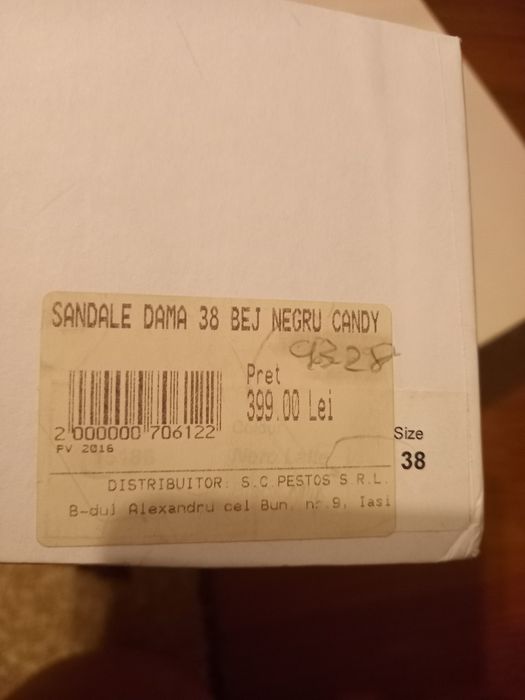 SANDALE DAMA 38 BEJ NEGRU CANDY
Pret
399.00 Lei
2 000000 706122
PV 2016
Size
38
DISTRIBUITOR: S.C PESTOS S R L.
B-dul Alexandru cel Bun, nr.9, Iasi